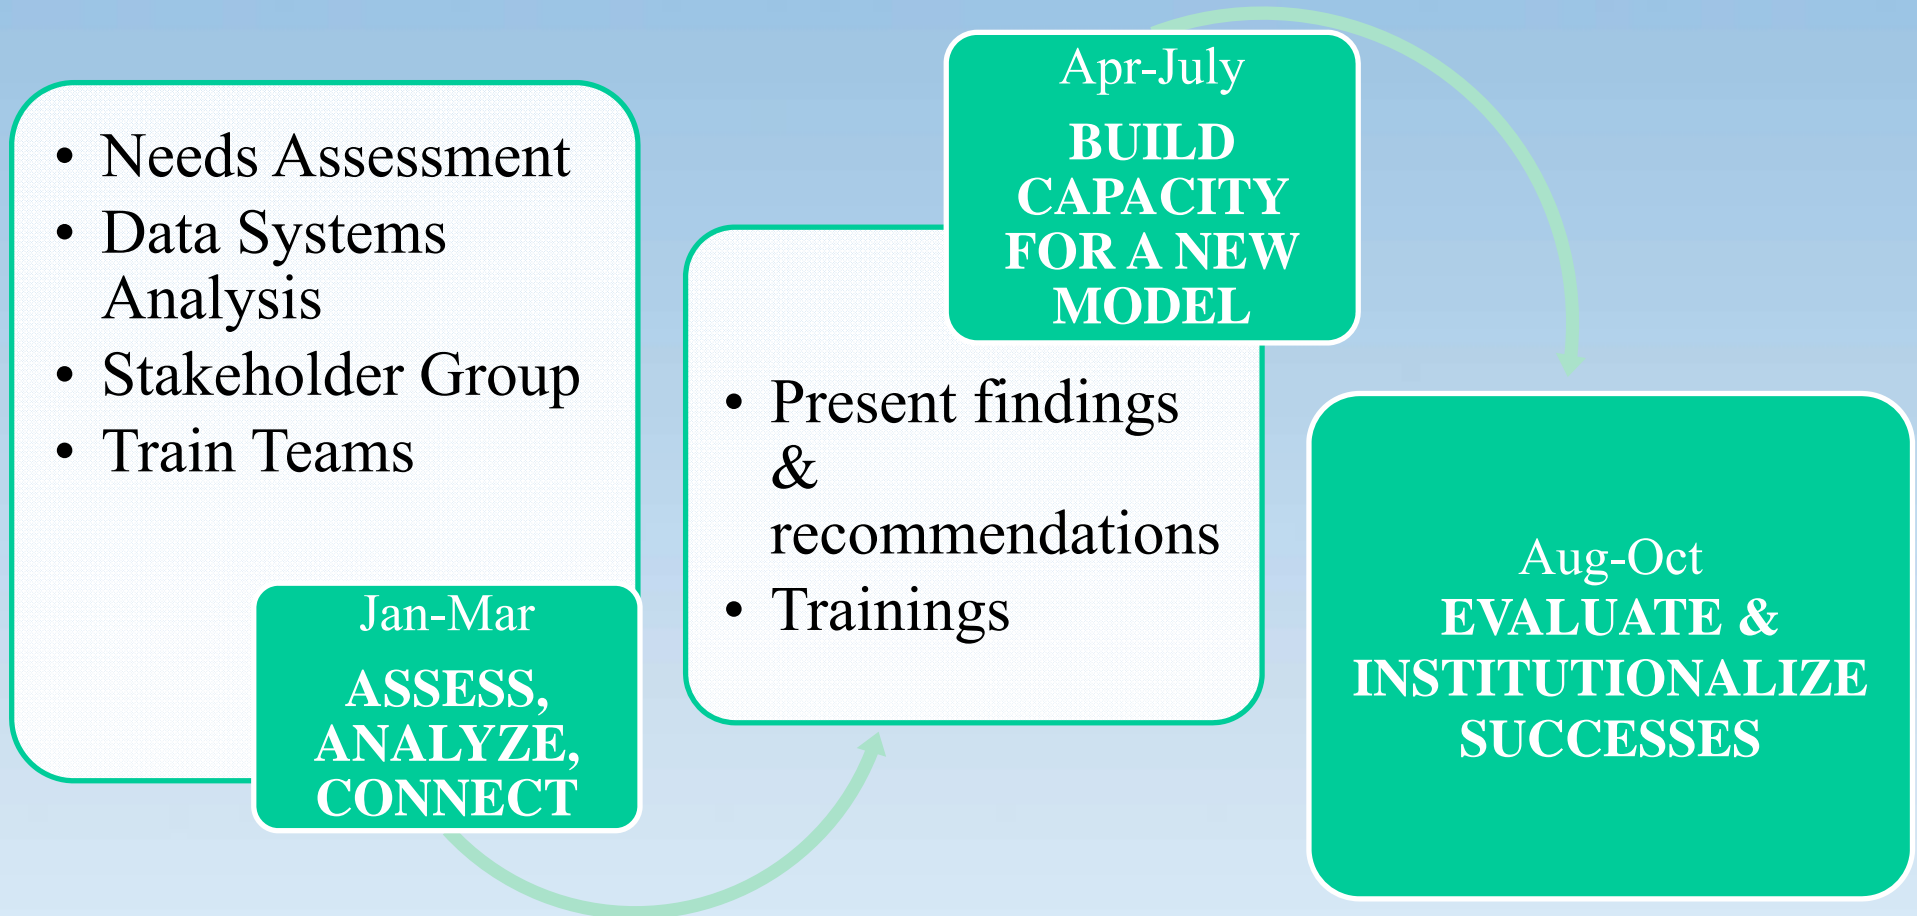 • Needs Assessment
• Data Systems
Analysis
• Stakeholder Group
• Train Teams
Jan-Mar
ASSESS,
ANALYZE,
CONNECT
Apr-July
BUILD
CAPACITY
FOR A NEW
MODEL
• Present findings
&
recommendations
• Trainings
Aug-Oct
EVALUATE &
INSTITUTIONALIZE
SUCCESSES